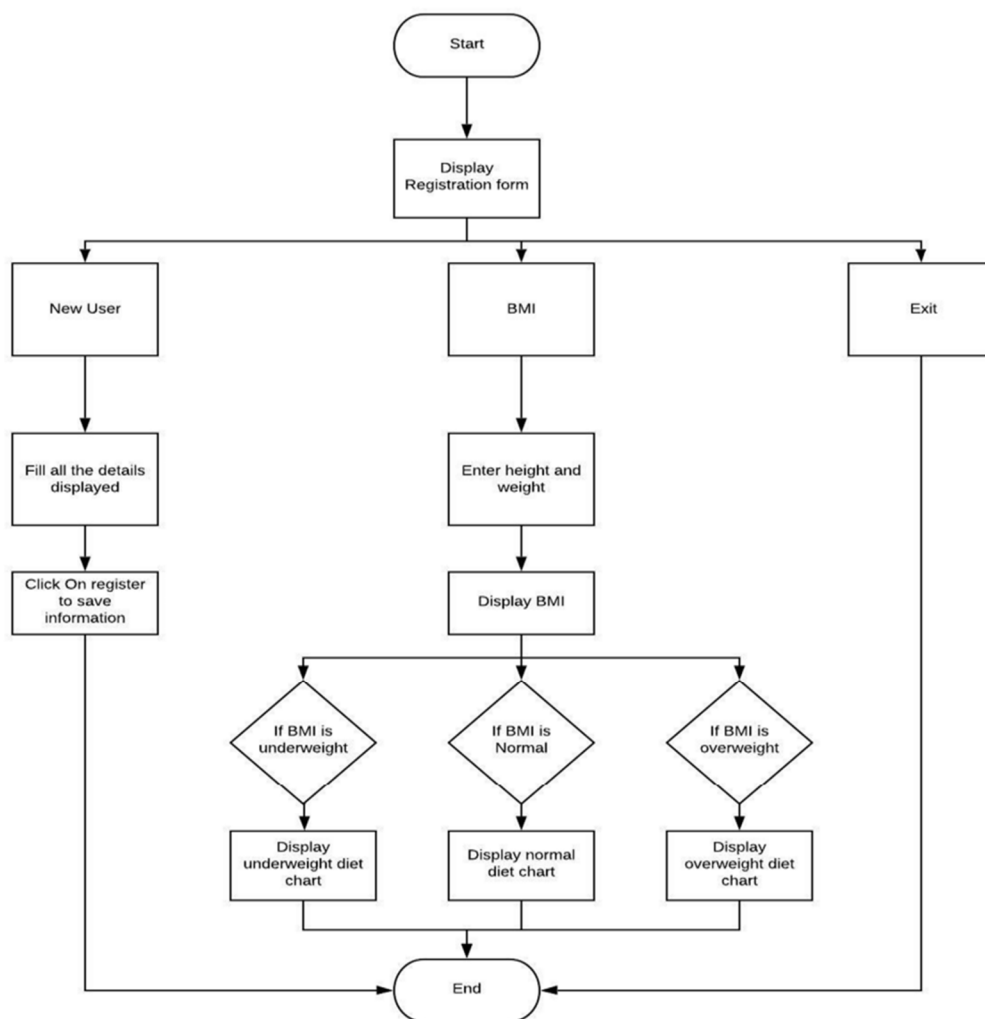 Start
Display
Registration form
New User
BMI
Exit
Fill all the details
displayed
Enter height and
weight
Click On register
to save
information
Display BMI
If BMI is
underweight
If BMI is
Normal
If BMI is
overweight
Display
underweight diet
chart
Display normal
diet chart
Display
overweight diet
chart
End